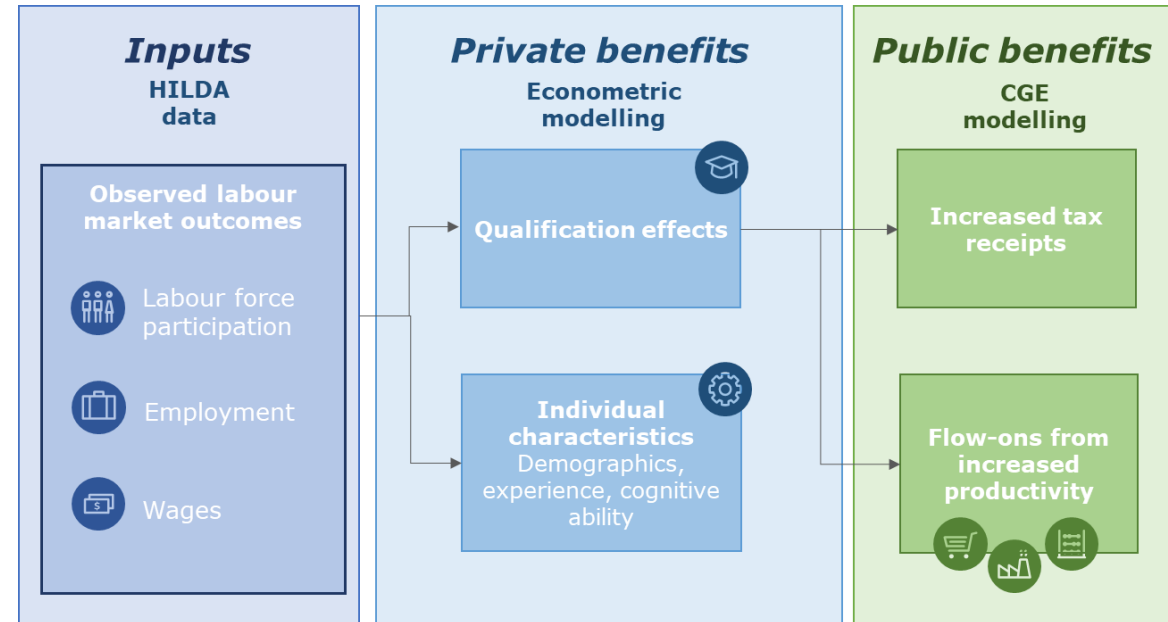 Inputs
HILDA
data
Observed labour
market outcomes
Labour force
participation
Employment
$
Wages
Private benefits
Econometric
modelling
Qualification effects
Individual
characteristics
Demographics,
experience, cognitive
ability
Public benefits
CGE
modelling
Increased tax
receipts
Flow-ons from
increased
productivity